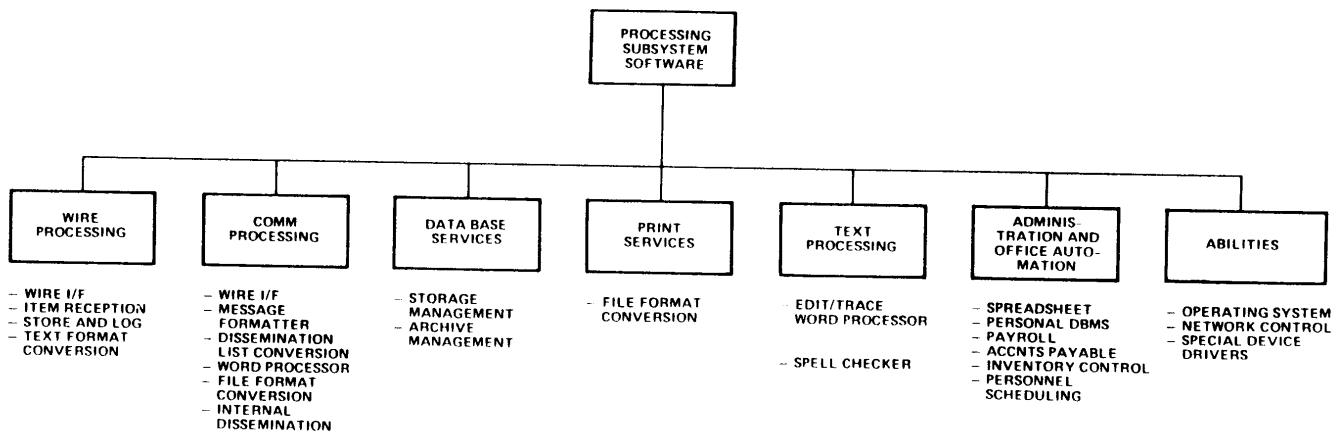 PROCESSING
SUBSYSTEM
SOFTWARE
WIRE
PROCESSING
– WIRE I/F
– ITEM RECEPTION
– STORE AND LOG
– TEXT FORMAT
CONVERSION
COMM
PROCESSING
– WIRE I/F
– MESSAGE
FORMATTER
– DISSEMINATION
LIST CONVERSION
– WORD PROCESSOR
– FILE FORMAT
CONVERSION
– INTERNAL
DISSEMINATION
DATA BASE
SERVICES
– STORAGE
MANAGEMENT
– ARCHIVE
MANAGEMENT
PRINT
SERVICES
– FILE FORMAT
CONVERSION
TEXT
PROCESSING
– EDIT/TRACE
WORD PROCESSOR
– SPELL CHECKER
ADMINIS-
TRATION AND
OFFICE AUTO-
MATION
– SPREADSHEET
– PERSONAL DBMS
– PAYROLL
– ACCNTS PAYABLE
– INVENTORY CONTROL
– PERSONNEL
SCHEDULING
ABILITIES
– OPERATING SYSTEM
– NETWORK CONTROL
– SPECIAL DEVICE
DRIVERS